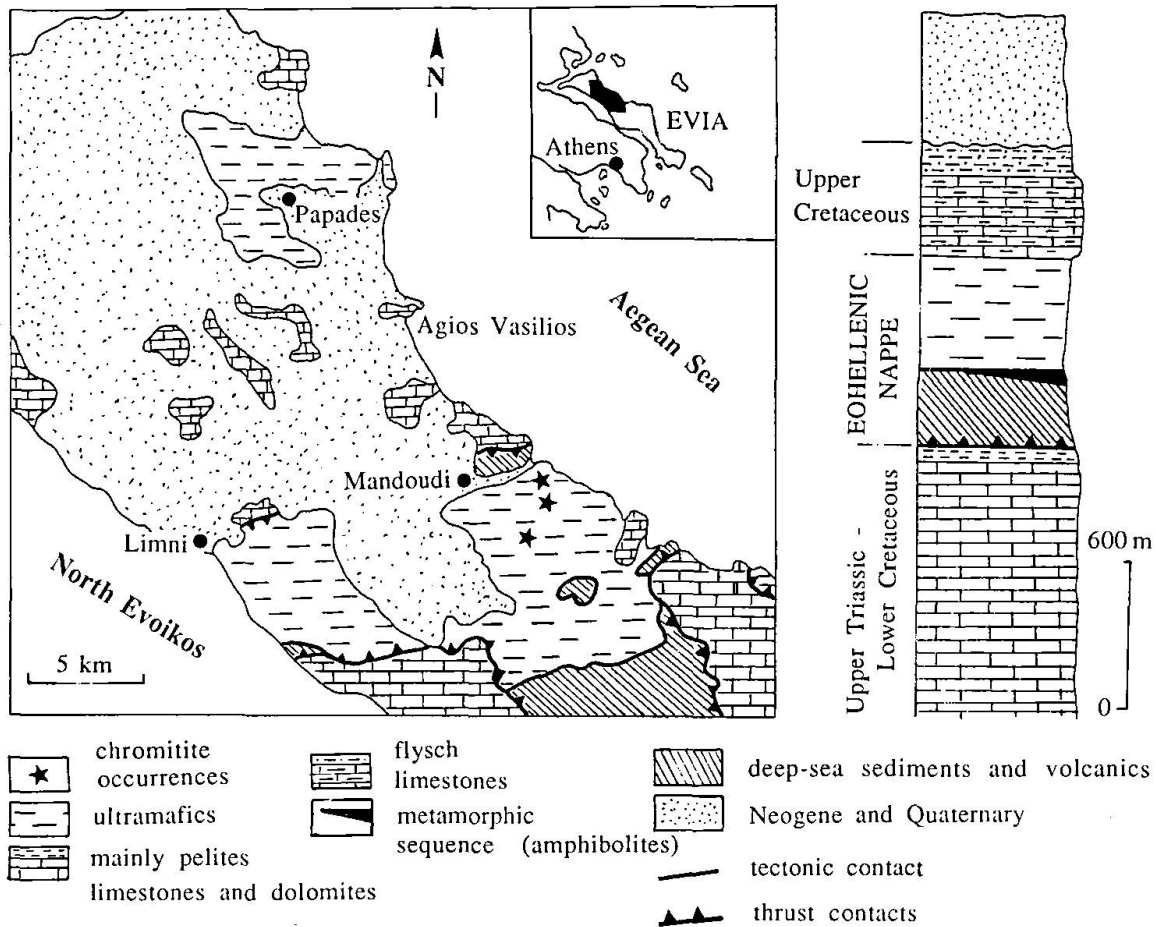 N
EVIA
Athens
Papades
Agios Vasilios
Aegean Sea
Mandoudi
Limni
North Evoikos
5 km
Upper
Cretaceous
EOHELLENIC
NAPPE
Upper Triassic -
Lower Cretaceous
600 m
0
chromitite
occurrences
ultramafics
mainly pelites
limestones and dolomites
flysch
limestones
metamorphic
sequence (amphibolites)
deep-sea sediments and volcanics
Neogene and Quaternary
tectonic contact
thrust contacts